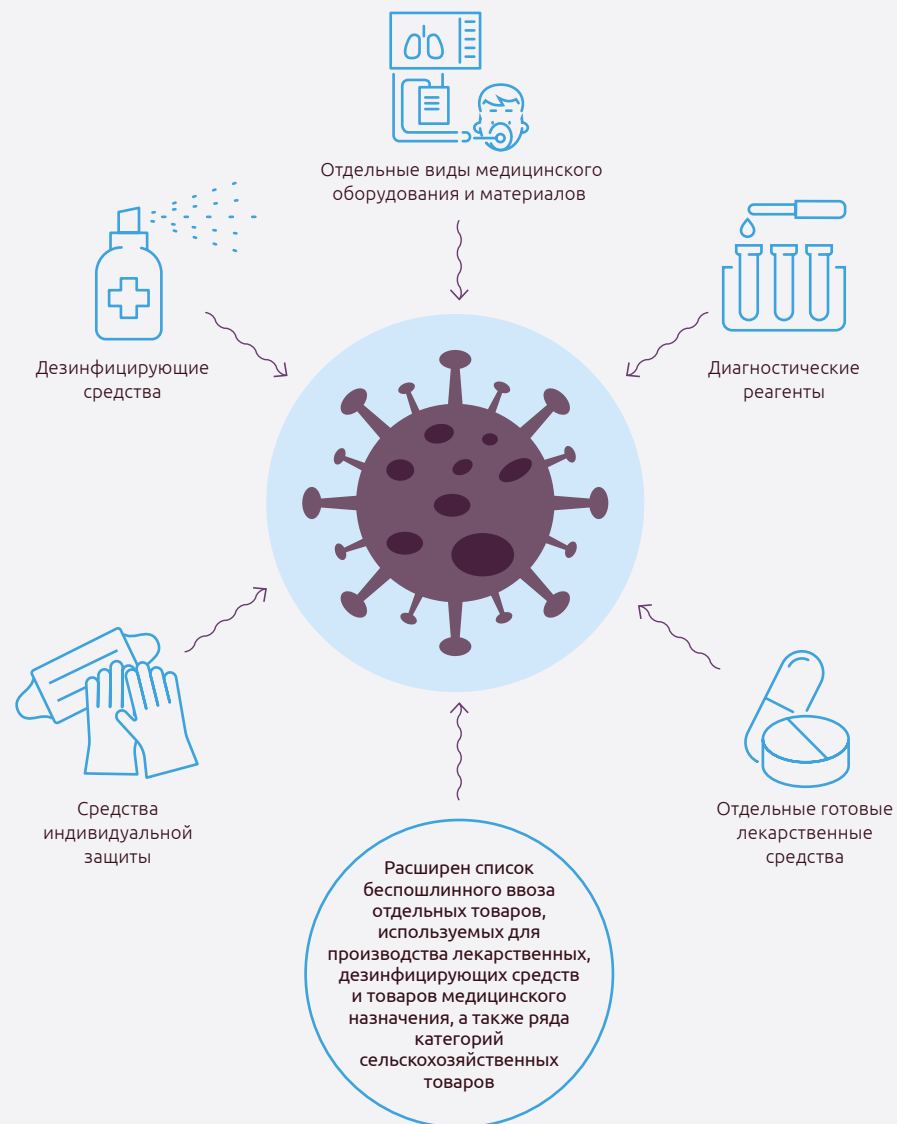 Отдельные виды медицинского
оборудования и материалов
Дезинфицирующие
средства
Диагностические
реагенты
Средства
индивидуальной
защиты
Отдельные готовые
лекарственные
средства
Расширен список
беспошлинного ввоза
отдельных товаров,
используемых для
производства лекарственных,
дезинфицирующих средств
и товаров медицинского
назначения, а также ряда
категорий
сельскохозяйственных
товаров